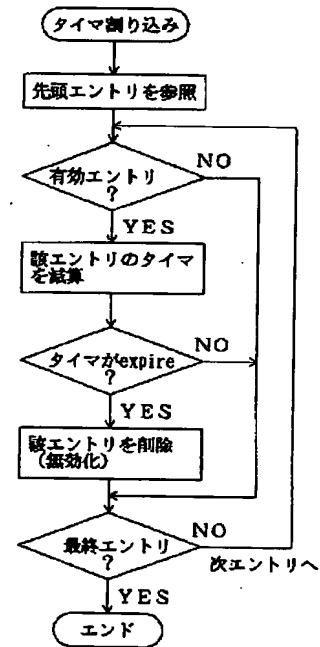 タイマ割り込み
先頭エントリを参照
有効エントリ
?
NO
YES
該エントリのタイマ
を減算
タイマがexpire
?
NO
YES
該エントリを削除
(無効化)
最終エントリ
?
NO
次エントリへ
YES
エンド